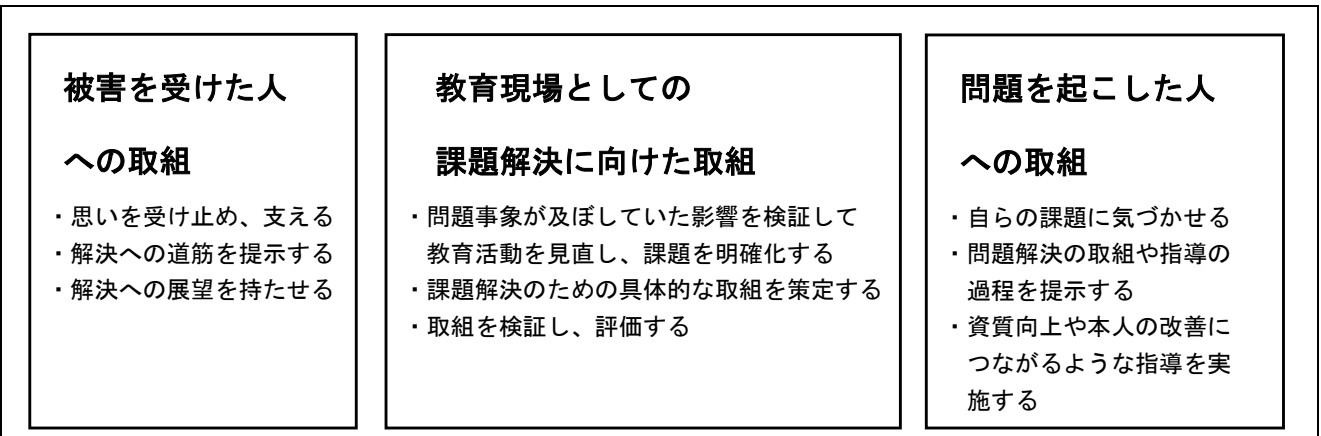 被害を受けた人
への取組
・思いを受け止め、支える
・解決への道筋を提示する
・解決への展望を持たせる
教育現場としての
課題解決に向けた取組
・問題事象が及ぼしていた影響を検証して
教育活動を見直し、課題を明確化する
・課題解決のための具体的な取組を策定する
・取組を検証し、評価する
問題を起こした人
への取組
・自らの課題に気づかせる
・問題解決の取組や指導の
過程を提示する
・資質向上や本人の改善に
つながるような指導を実
施する